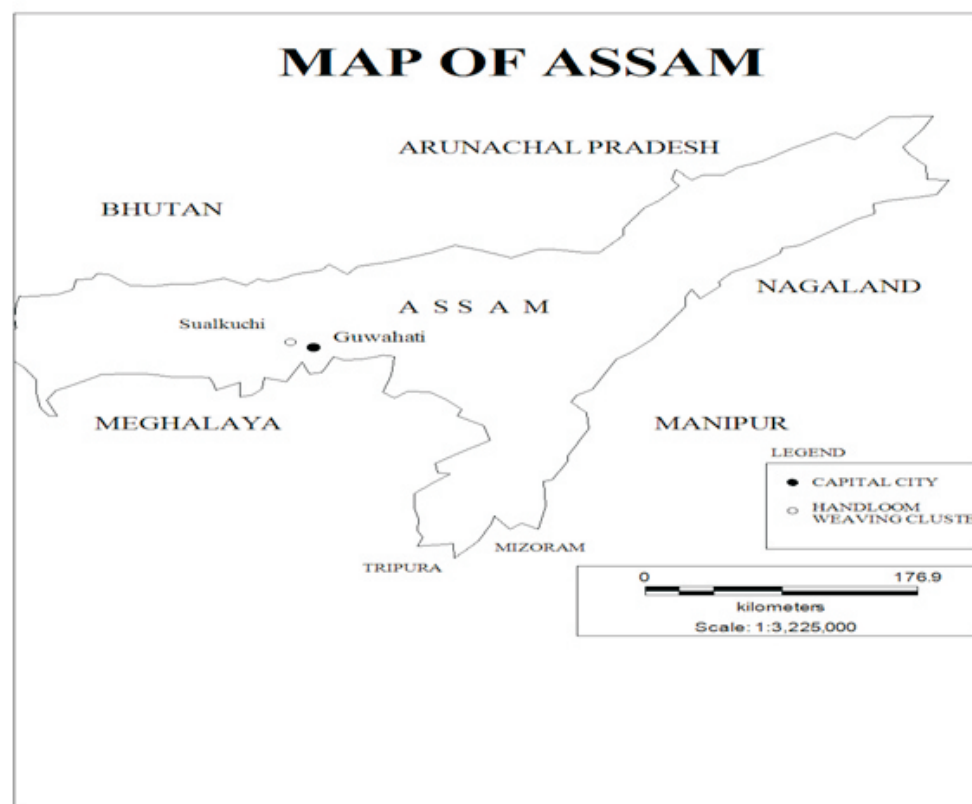 MAP OF ASSAM
ARUNACHAL PRADESH
BHUTAN
NAGALAND
A S S A M
Sualkuchi
Guwahati
MEGHALAYA
MANIPUR
LEGEND
CAPITAL CITY
HANDLOOM
WEAVING CLUSTE
MIZORAM
TRIPURA
0 176.9
kilometers
Scale: 1:3,225,000